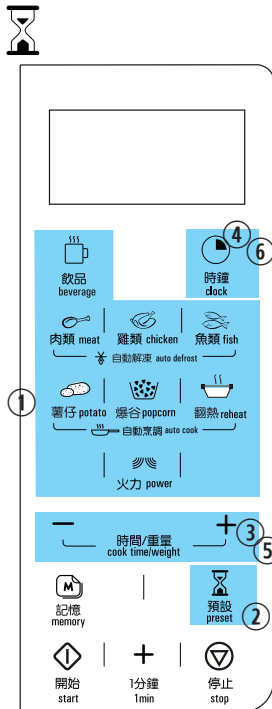 ④
⑥
飲品
beverage
時鐘
clock
肉類 meat
雞類 chicken
魚類 fish
自動解凍 auto defrost
①
薯仔 potato
爆谷 popcorn
翻熱 reheat
自動烹調 auto cook
火力 power
− +
③
時間/重量
cook time/weight
⑤
M
記憶
memory
預設
preset
②
+
開始
start
1分鐘
1min
停止
stop